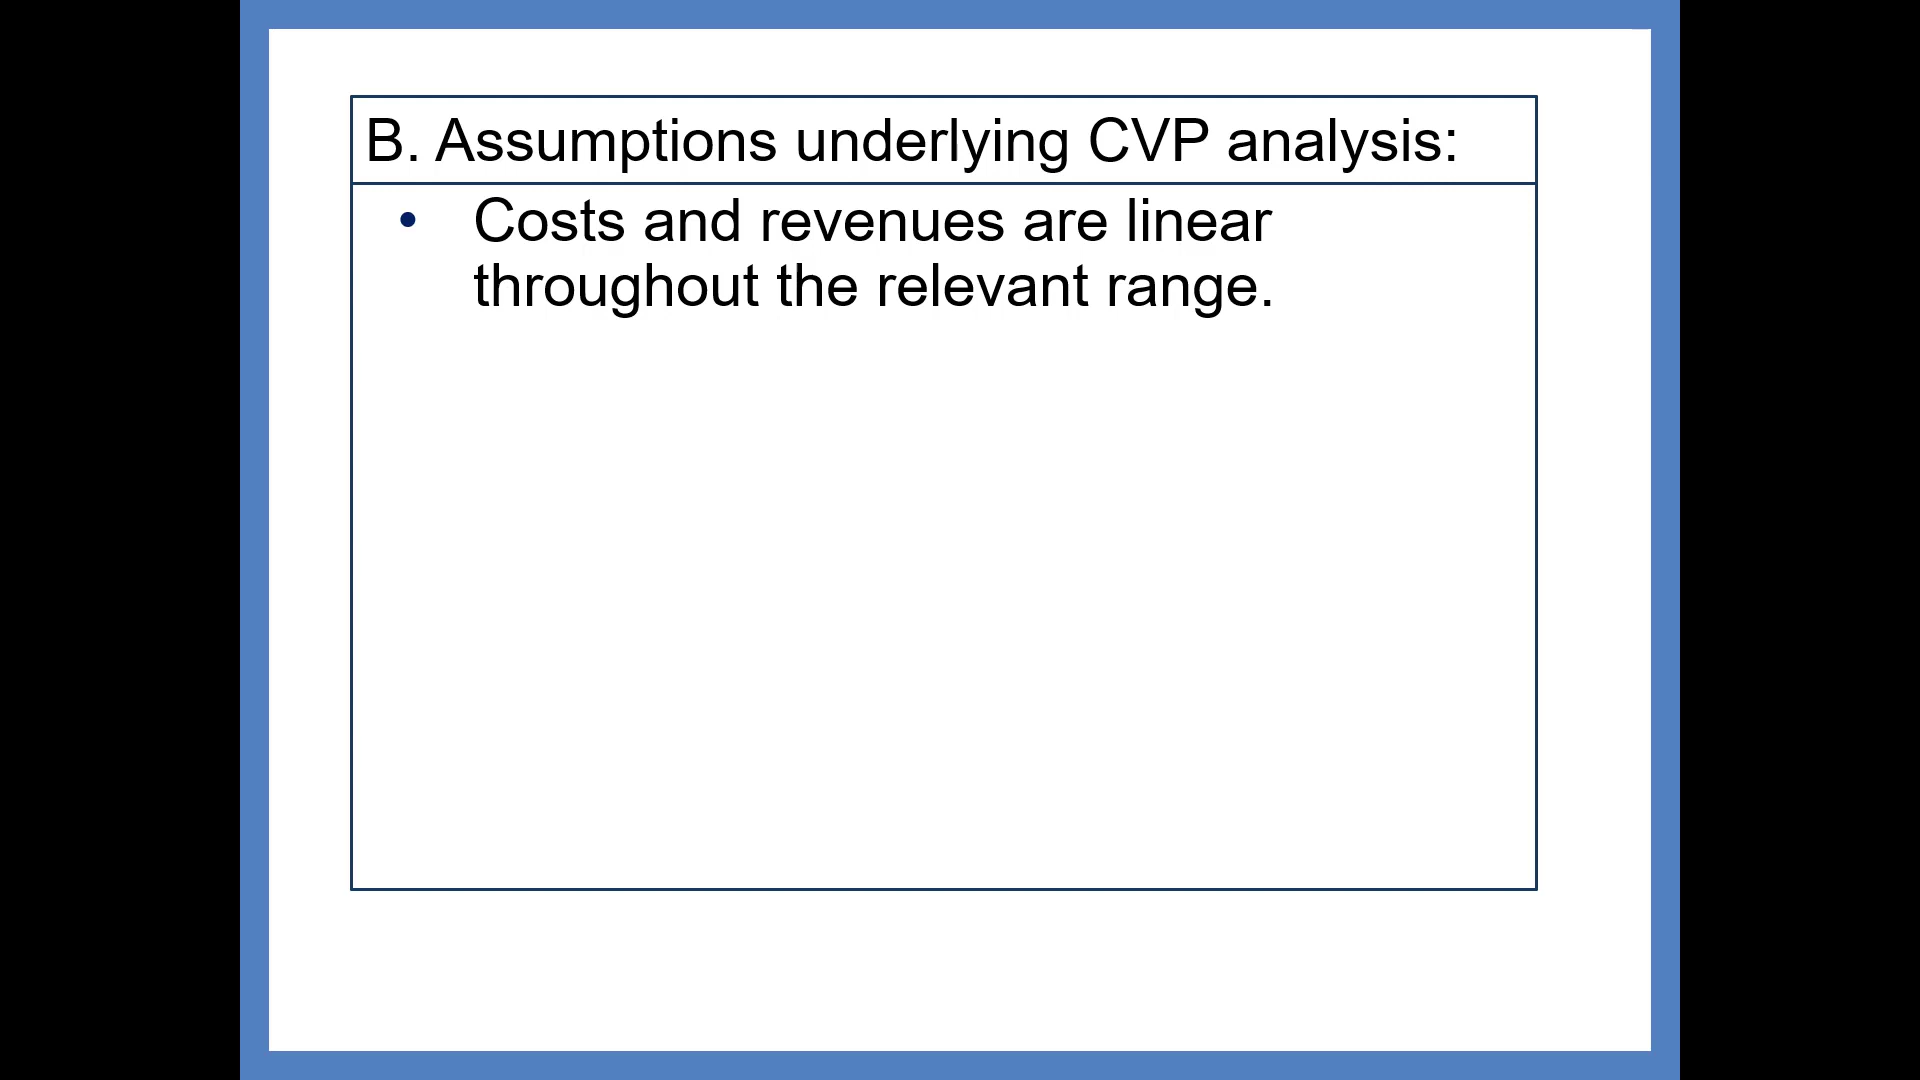 B. Assumptions underlying CVP analysis:
• Costs and revenues are linear
throughout the relevant range.